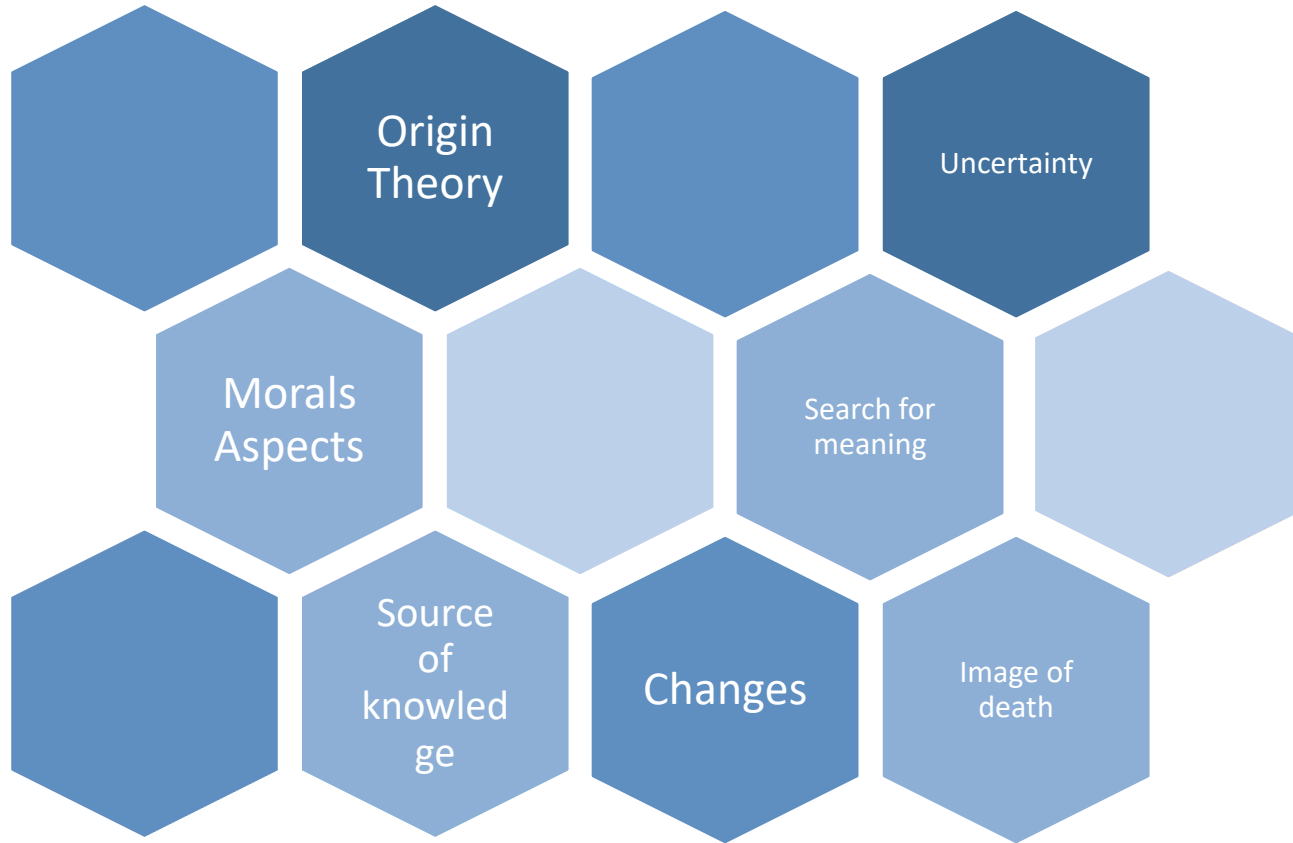 Origin
Theory
Uncertainty
Morals
Aspects
Search for
meaning
Source
of
knowled
ge
Changes
Image of
death